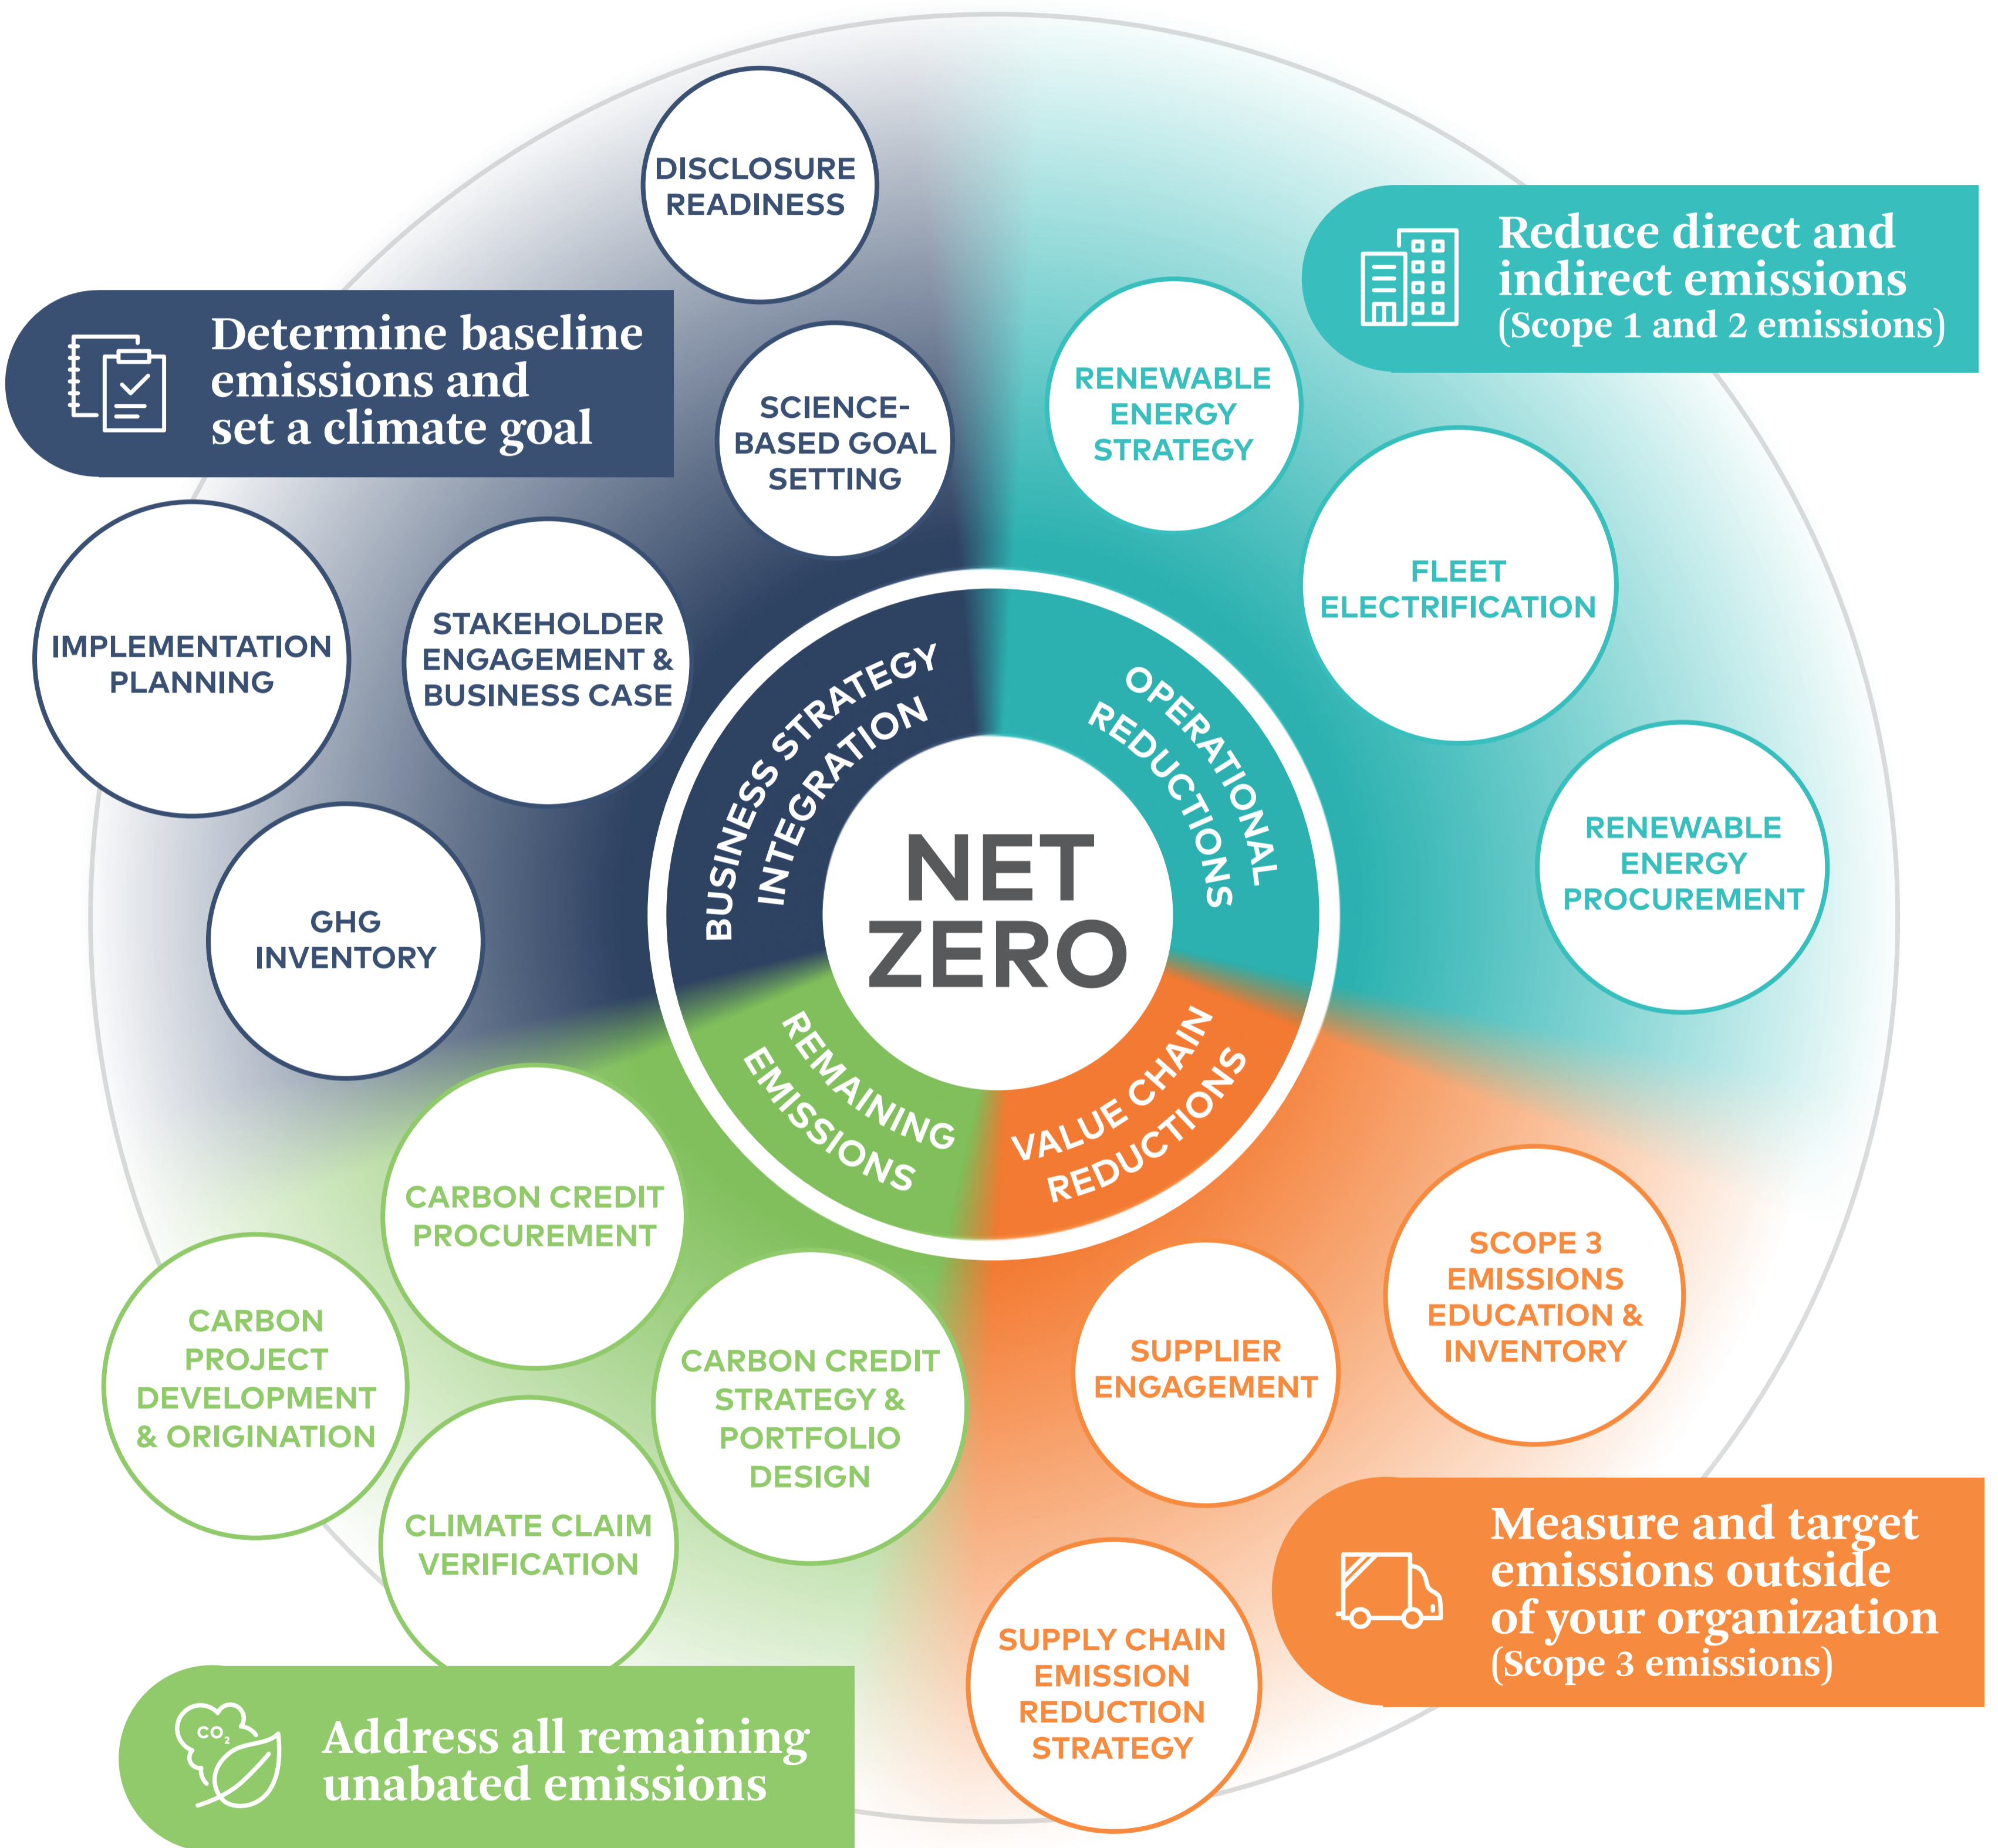 DISCLOSURE
READINESS
Determine baseline
emissions and
set a climate goal
SCIENCE-
BASED GOAL
SETTING
IMPLEMENTATION
PLANNING
STAKEHOLDER
ENGAGEMENT &
BUSINESS CASE
GHG
INVENTORY
Reduce direct and
indirect emissions
(Scope 1 and 2 emissions)
RENEWABLE
ENERGY
STRATEGY
FLEET
ELECTRIFICATION
RENEWABLE
ENERGY
PROCUREMENT
BUSINESS STRATEGY
INTEGRATION
OPERATIONAL
REDUCTIONS
NET
ZERO
REMAINING
EMISSIONS
VALUE CHAIN
REDUCTIONS
CARBON CREDIT
PROCUREMENT
CARBON
PROJECT
DEVELOPMENT
& ORIGINATION
CARBON CREDIT
STRATEGY &
PORTFOLIO
DESIGN
CLIMATE CLAIM
VERIFICATION
CO2
Address all remaining
unabated emissions
SCOPE 3
EMISSIONS
EDUCATION &
INVENTORY
SUPPLIER
ENGAGEMENT
SUPPLY CHAIN
EMISSION
REDUCTION
STRATEGY
Measure and target
emissions outside
of your organization
(Scope 3 emissions)